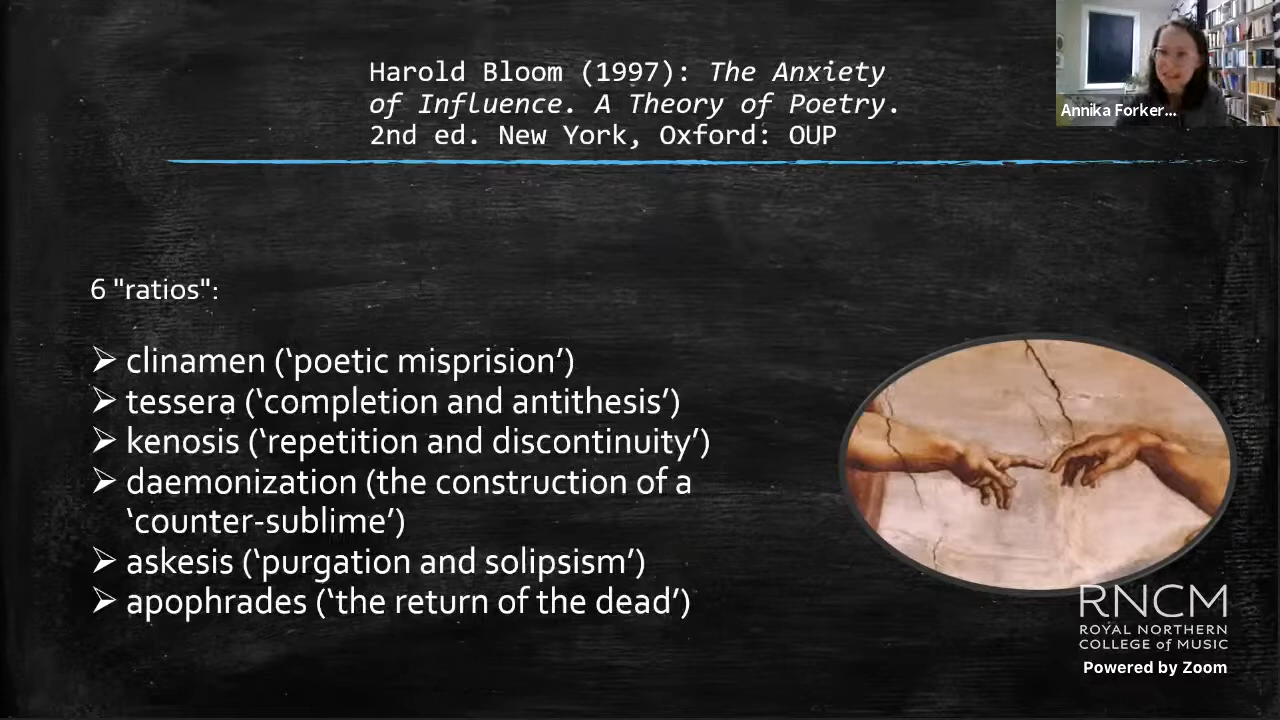 Harold Bloom (1997): The Anxiety
of Influence. A Theory of Poetry.
2nd ed. New York, Oxford: OUP
Annika Forker...
6 "ratios":
➢ clinamen (‘poetic misprision’)
➢ tessera (‘completion and antithesis’)
➢ kenosis (‘repetition and discontinuity’)
➢ daemonization (the construction of a
‘counter-sublime’)
➢ askesis (‘purgation and solipsism’)
➢ apophrades (‘the return of the dead’)
RNCM
ROYAL NORTHERN
COLLEGE of MUSIC
Powered by Zoom